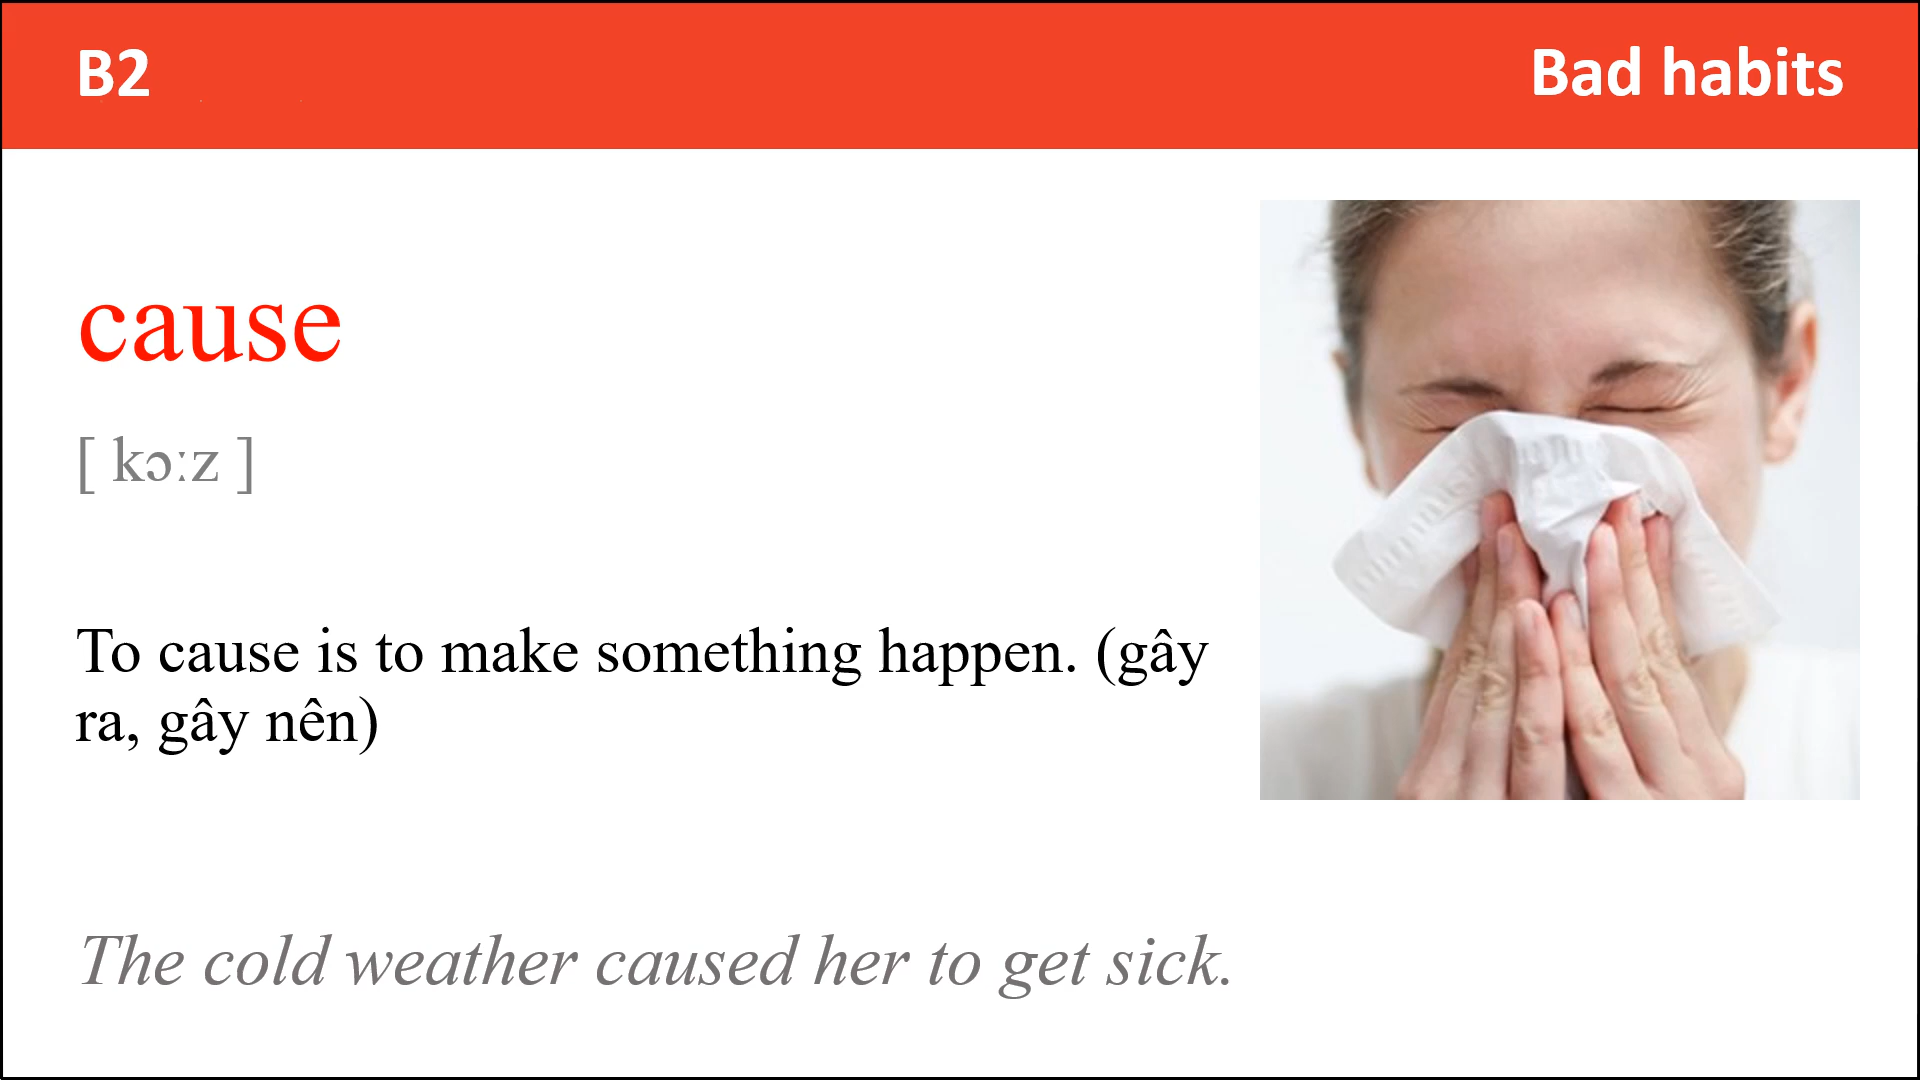 B2
Bad habits
cause
[ kɔːz ]
To cause is to make something happen. (gây
ra, gây nên)
The cold weather caused her to get sick.